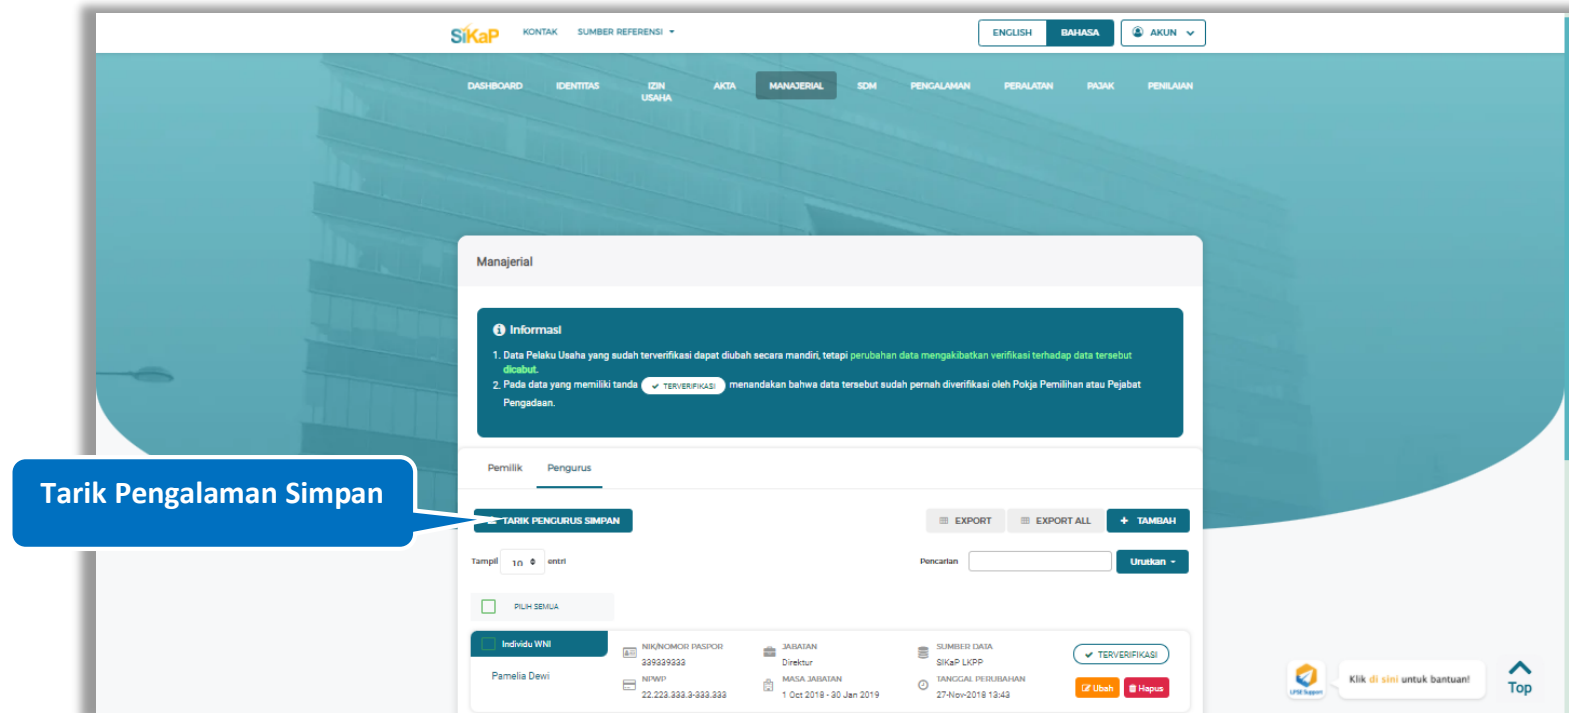 SiKaP
KONTAK
SUMBER REFERENSI
ENGLISH
BAHASA
AKUN
DASHBOARD
IDENTITAS
IZIN
USAHA
AKTA
MANAJERIAL
SDM
PENGALAMAN
PERALATAN
PAJAK
PENILAIAN
Manajerial
Informasi
1. Data Pelaku Usaha yang sudah terverifikasi dapat diubah secara mandiri, tetapi perubahan data mengakibatkan verifikasi terhadap data tersebut
dicabut.
2. Pada data yang memiliki tanda TERVERIFIKASI menandakan bahwa data tersebut sudah pernah diverifikasi oleh Pokja Pemilihan atau Pejabat
Pengadaan.
Pemilik
Pengurus
Tarik Pengalaman Simpan
TARIK PENGURUS SIMPAN
EXPORT
EXPORT ALL
+ TAMBAH
Tampil 10 entri
Pencarian
Urutkan
PILIH SEMUA
Individu WNI
Pamelia Dewi
NIK/NOMOR PASPOR
339339333
NPWP
22.223.333.3-333.333
JABATAN
Direktur
MASA JABATAN
1 Oct 2018 - 30 Jan 2019
SUMBER DATA
SIKaP LKPP
TANGGAL PERUBAHAN
27-Nov-2018 13:43
TERVERIFIKASI
Ubah
Hapus
LPSE Support
Klik di sini untuk bantuan!
Top